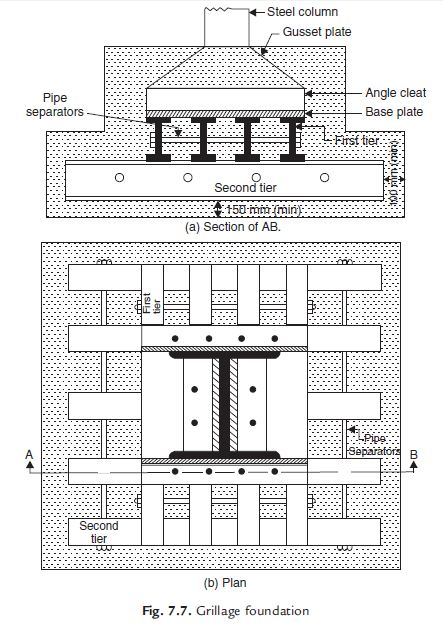 Steel column
Gusset plate
Pipe
separators
Angle cleat
Base plate
First tier
Second tier
100 mm (min)
150 mm (min)
(a) Section of AB.
First
tier
Pipe
Separators
A
B
Second
tier
(b) Plan
Fig. 7.7. Grillage foundation